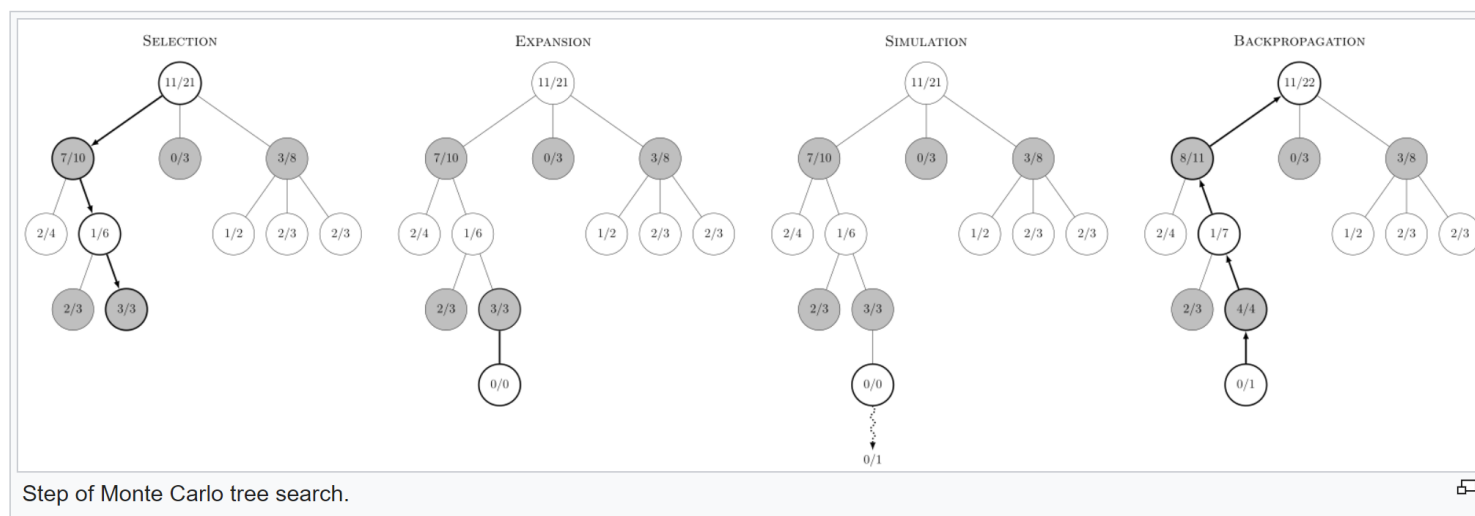 SELECTION EXPANSION SIMULATION BACKPROPAGATION
11/21 11/21 11/21 11/22
7/10 0/3 3/8 7/10 0/3 3/8 7/10 0/3 3/8 8/11 0/3 3/8
2/4 1/6 1/2 2/3 2/3 2/4 1/6 1/2 2/3 2/3 2/4 1/6 1/2 2/3 2/3 2/4 1/7 1/2 2/3 2/3
2/3 3/3 2/3 3/3 2/3 3/3 2/3 4/4
0/0 0/0 0/1
0/1
Step of Monte Carlo tree search.